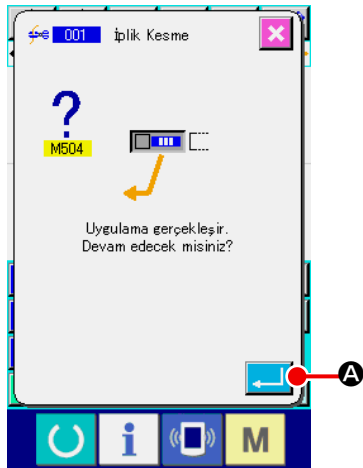 001 İplik Kesme
?
M504
Uygulama gerçekleşir.
Devam edecek misiniz?
A
i
M